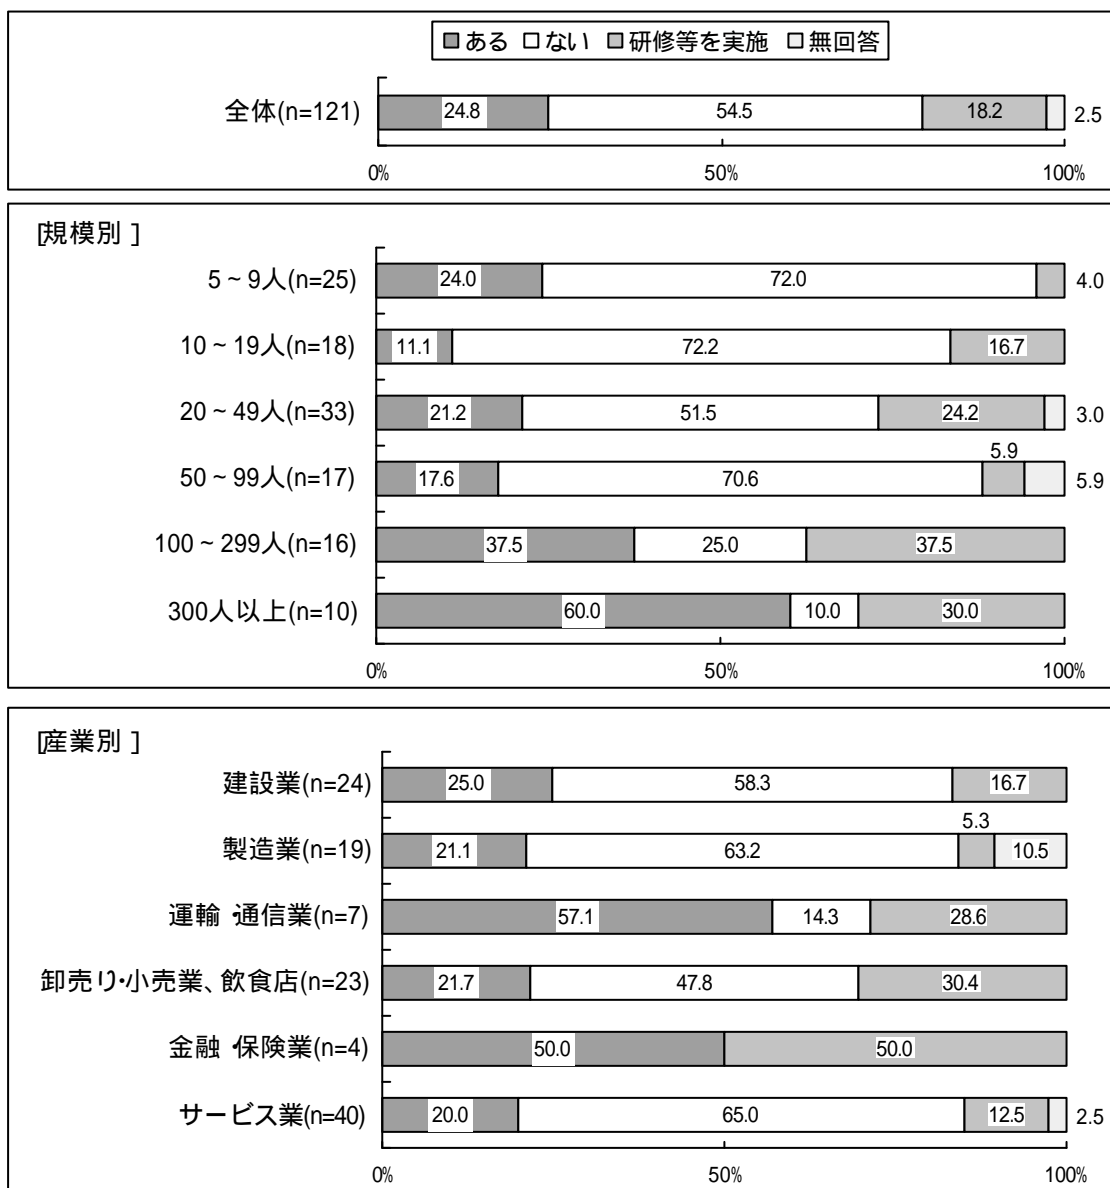 ある ない 研修等を実施 無回答
全体(n=121) 24.8 54.5 18.2 2.5
0% 50% 100%
[規模別 ]
5 ~ 9人(n=25) 24.0 72.0 4.0
10 ~ 19人(n=18) 11.1 72.2 16.7
20 ~ 49人(n=33) 21.2 51.5 24.2 3.0
5.9
50 ~ 99人(n=17) 17.6 70.6 5.9
100 ~ 299人(n=16) 37.5 25.0 37.5
300人以上(n=10) 60.0 10.0 30.0
0% 50% 100%
[産業別 ]
建設業(n=24) 25.0 58.3 16.7
5.3
製造業(n=19) 21.1 63.2 10.5
運輸・通信業(n=7) 57.1 14.3 28.6
卸売り・小売業、飲食店(n=23) 21.7 47.8 30.4
金融・保険業(n=4) 50.0 50.0
サービス業(n=40) 20.0 65.0 12.5 2.5
0% 50% 100%